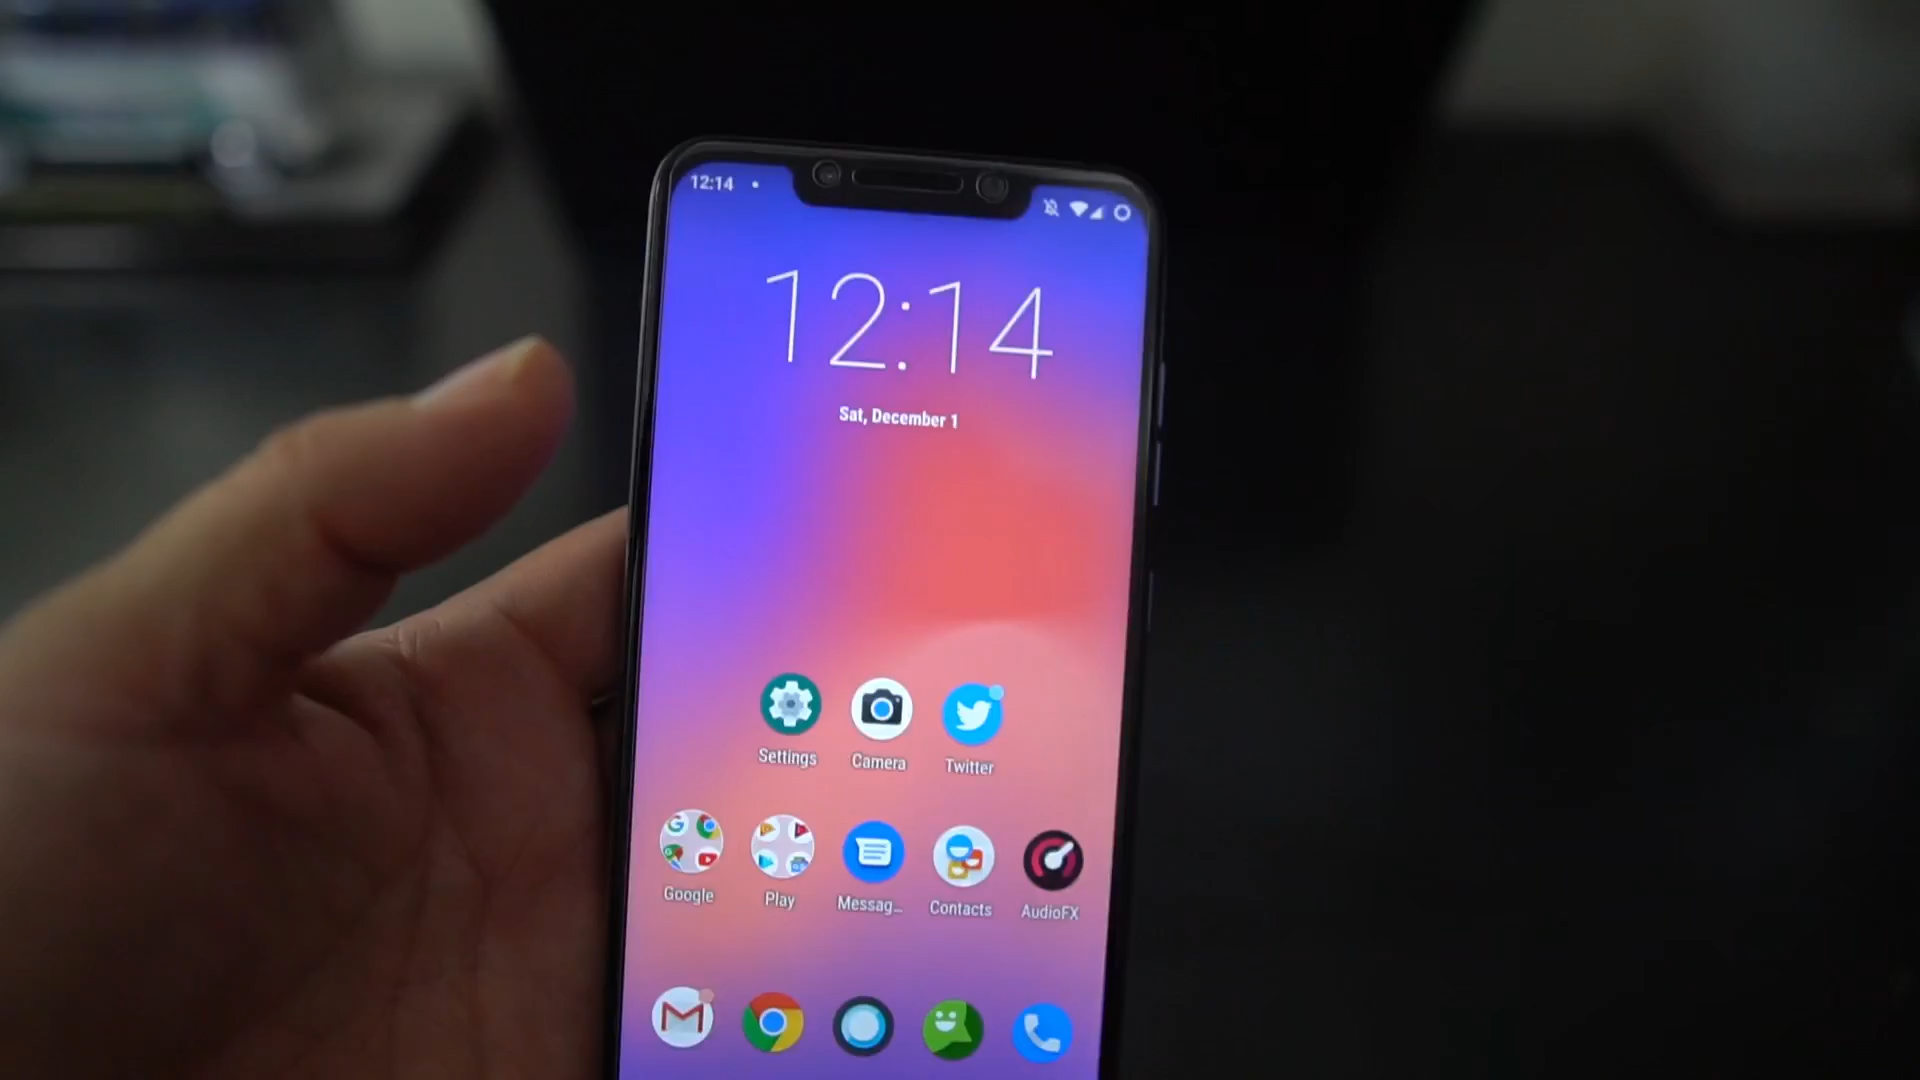 12:14
12:14
Sat, December 1
Settings Camera Twitter
Google Play Messag... Contacts AudioFX